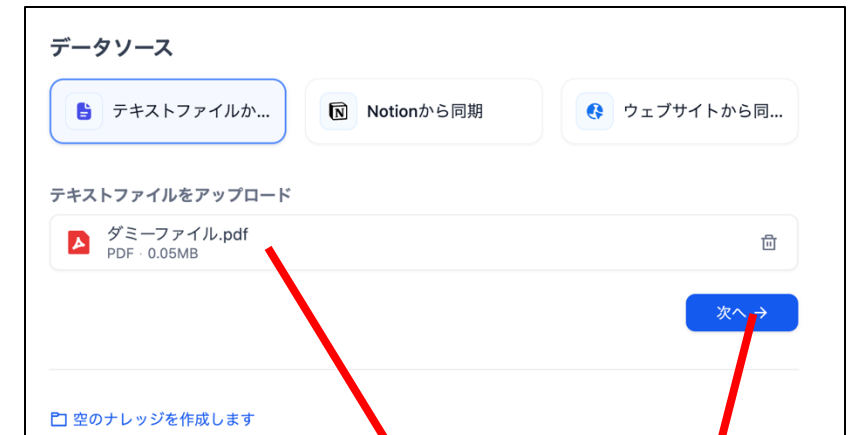 データソース
テキストファイルか...
Notionから同期
ウェブサイトから同...
テキストファイルをアップロード
ダミーファイル.pdf
PDF · 0.05MB
次へ →
空のナレッジを作成します